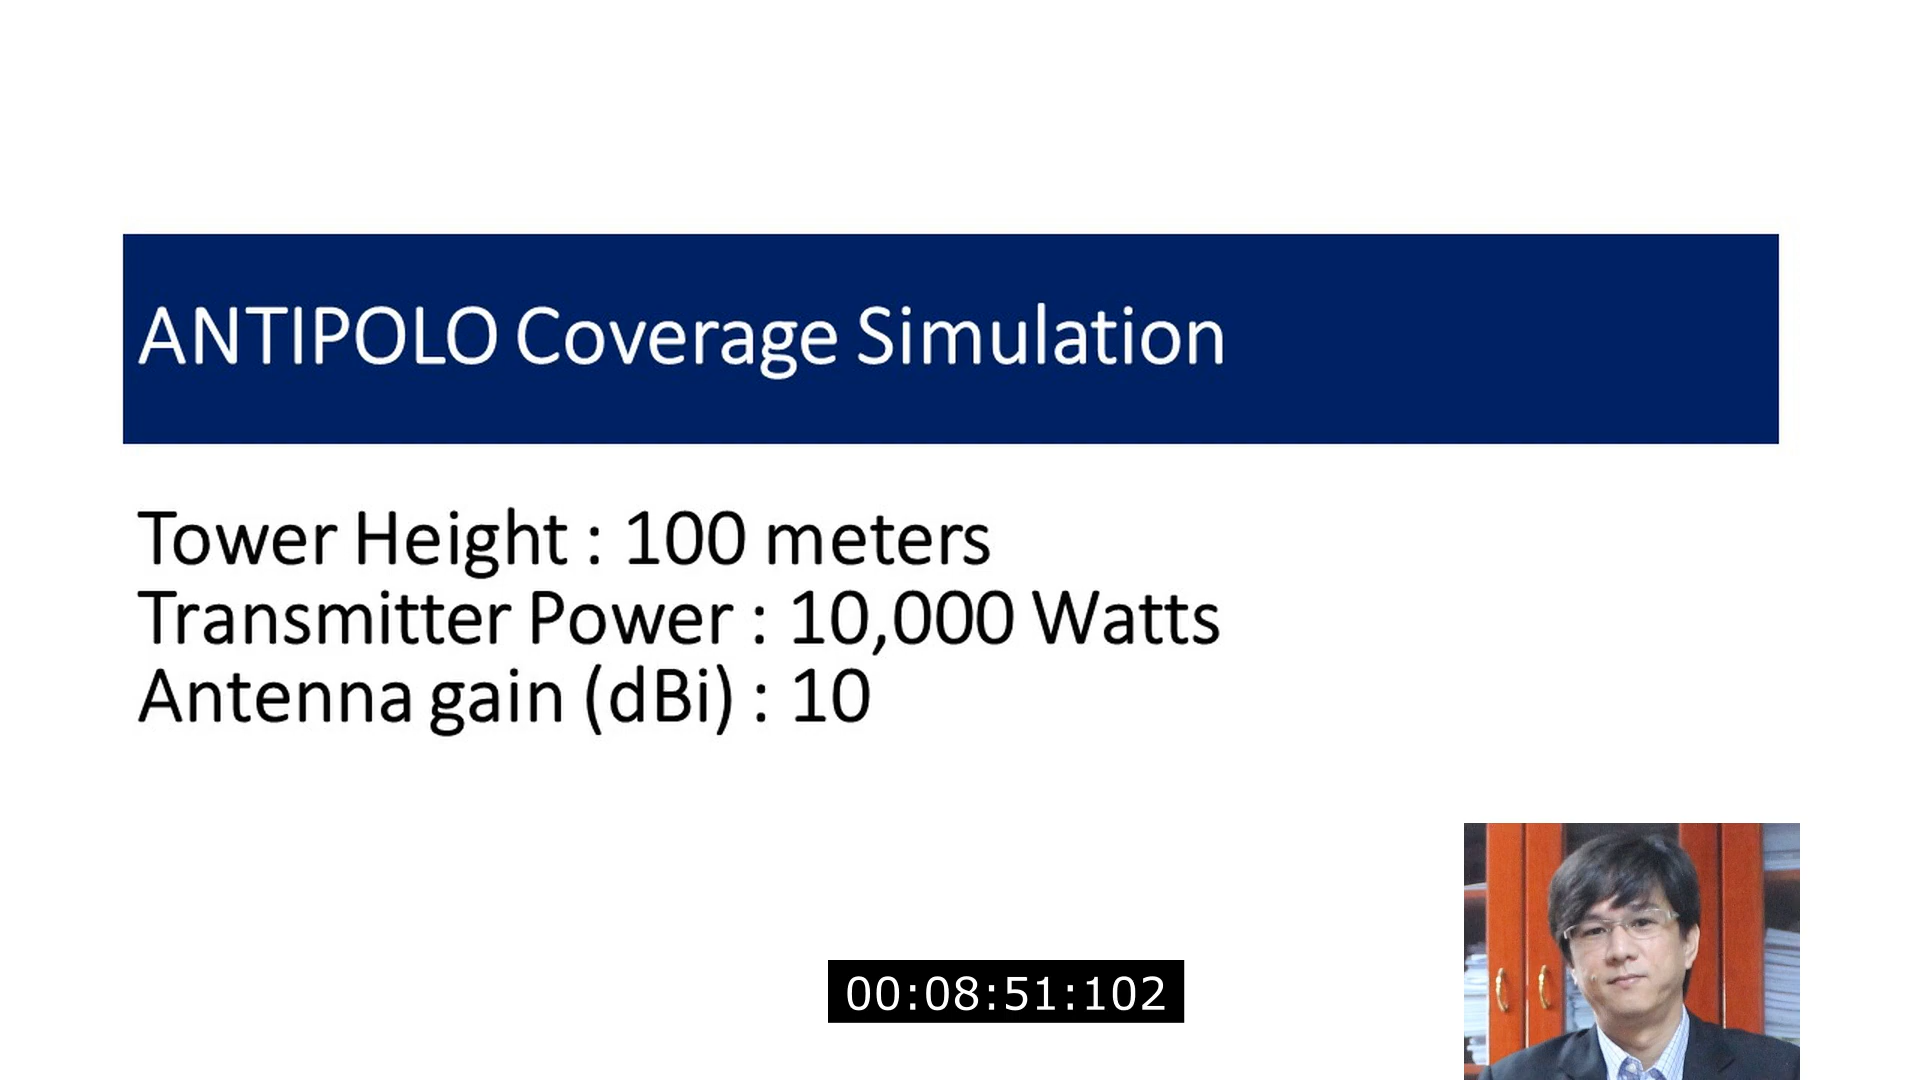 ANTIPOLO Coverage Simulation
Tower Height : 100 meters
Transmitter Power : 10,000 Watts
Antenna gain (dBi) : 10
00:08:51:102